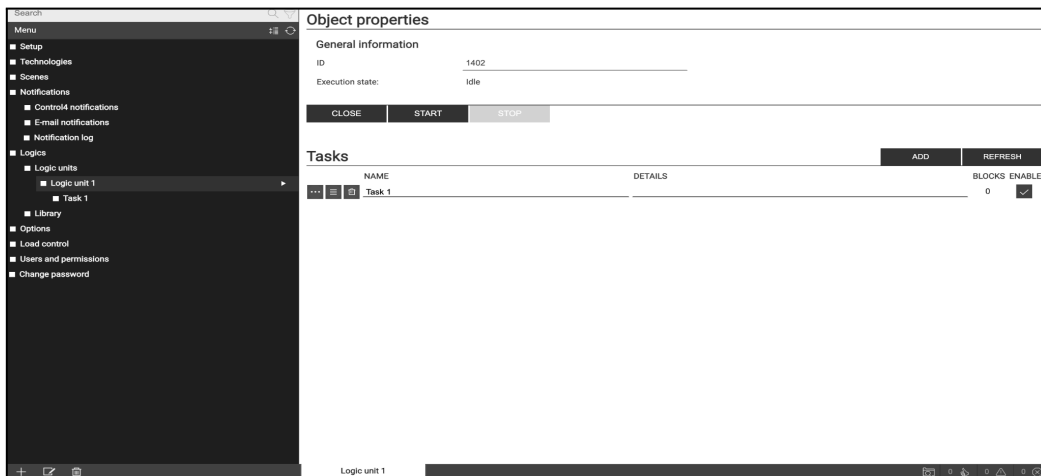 Search
Menu
Setup
Technologies
Scenes
Notifications
Control4 notifications
E-mail notifications
Notification log
Logics
Logic units
Logic unit 1
Task 1
Library
Options
Load control
Users and permissions
Change password
Object properties
General information
ID 1402
Execution state: Idle
CLOSE START STOP
Tasks ADD REFRESH
NAME DETAILS BLOCKS ENABLE
Task 1 0
Logic unit 1 0 0 0